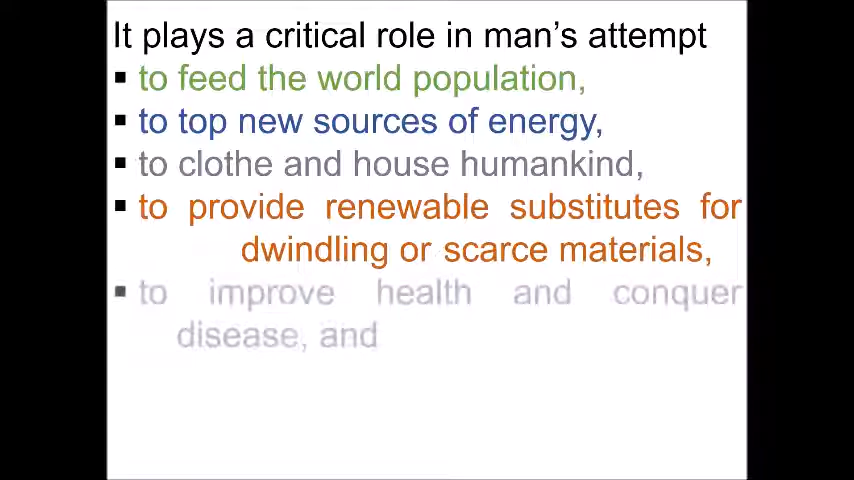 It plays a critical role in man's attempt
▪ to feed the world population,
▪ to top new sources of energy,
▪ to clothe and house humankind,
▪ to provide renewable substitutes for
dwindling or scarce materials,
▪ to improve health and conquer
disease, and